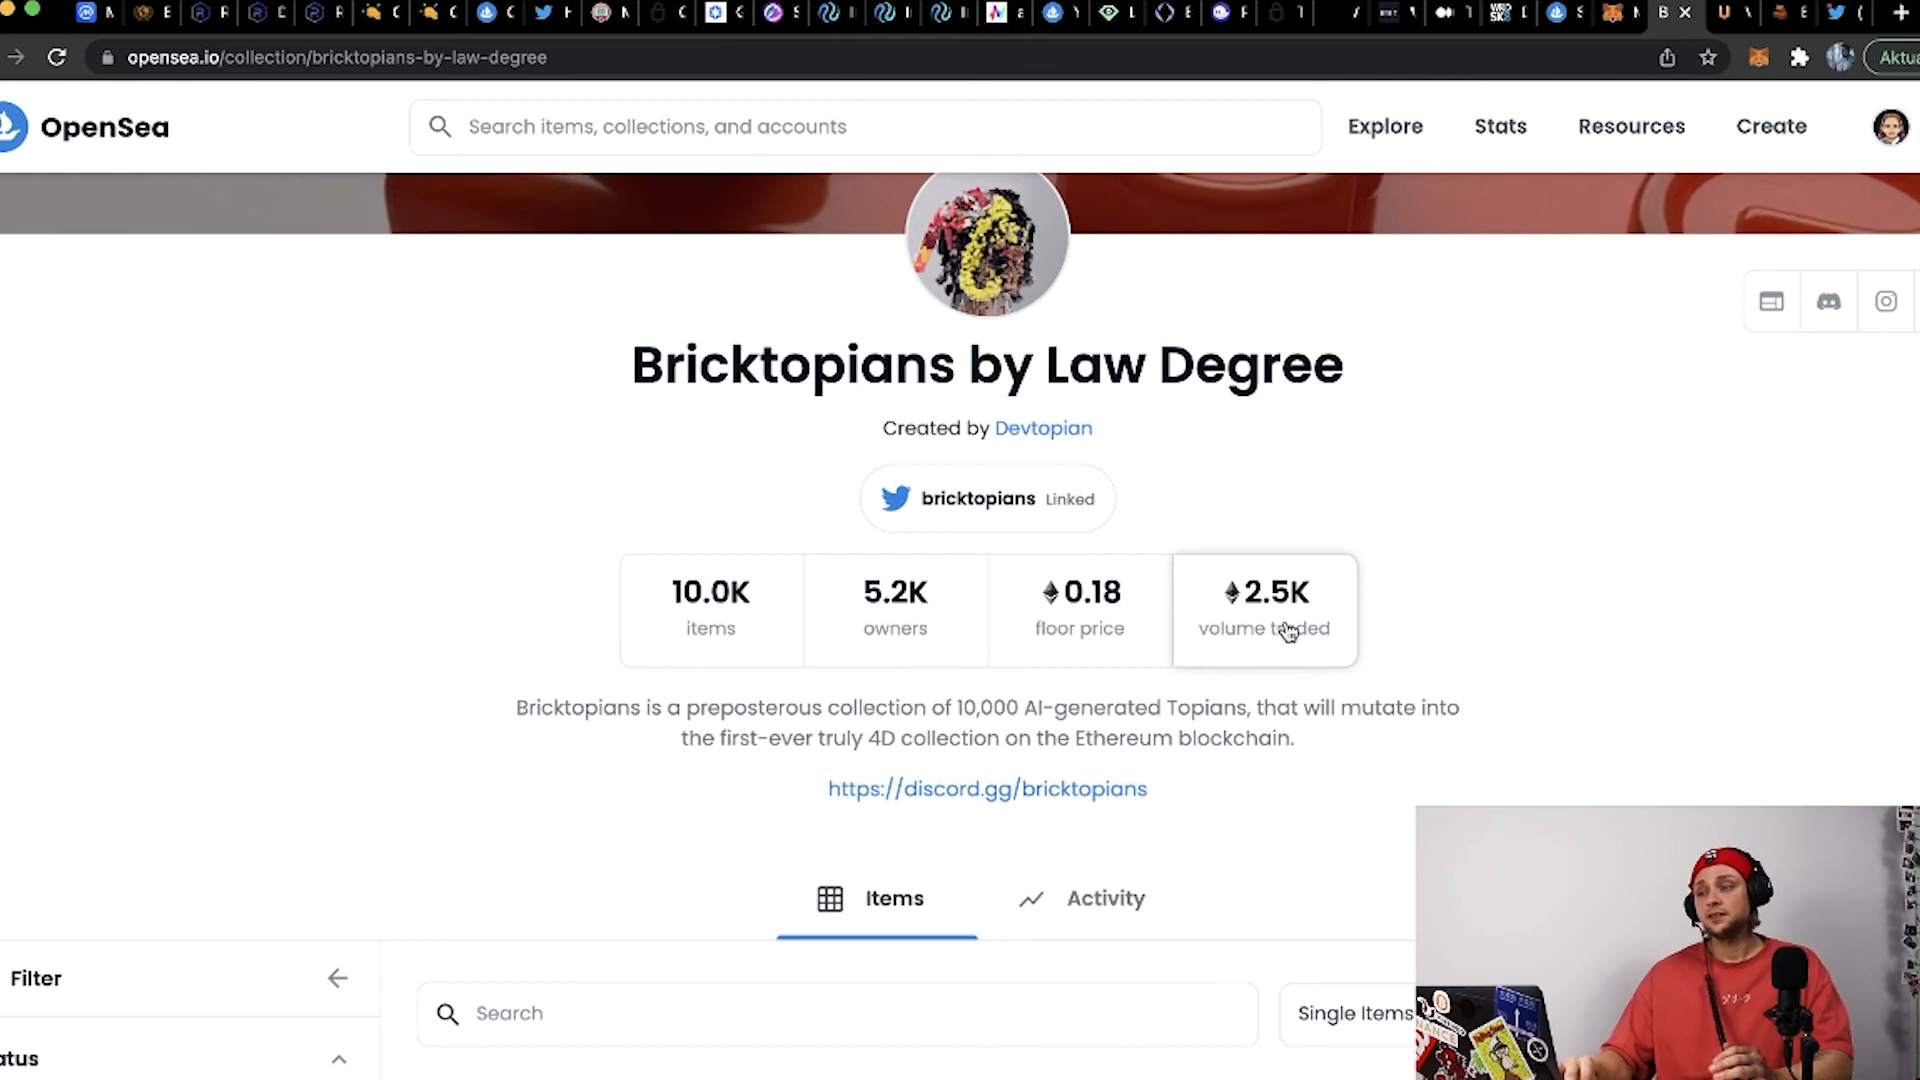 opensea.io/collection/bricktopians-by-law-degree
Aktua
OpenSea
Search items, collections, and accounts
Explore
Stats
Resources
Create
Bricktopians by Law Degree
Created by Devtopian
bricktopians Linked
10.0K
items
5.2K
owners
0.18
floor price
2.5K
volume traded
Bricktopians is a preposterous collection of 10,000 AI-generated Topians, that will mutate into
the first-ever truly 4D collection on the Ethereum blockchain.
https://discord.gg/bricktopians
Items
Activity
Filter
Search
Single Items
atus